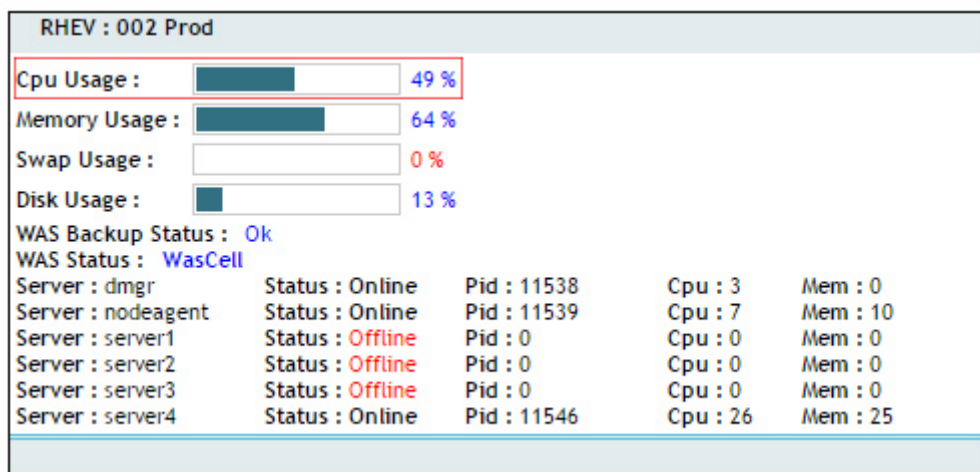 RHEV : 002 Prod
Cpu Usage : 49 %
Memory Usage : 64 %
Swap Usage : 0 %
Disk Usage : 13 %
WAS Backup Status : Ok
WAS Status : WasCell
Server : dmgr Status : Online Pid : 11538 Cpu : 3 Mem : 0
Server : nodeagent Status : Online Pid : 11539 Cpu : 7 Mem : 10
Server : server1 Status : Offline Pid : 0 Cpu : 0 Mem : 0
Server : server2 Status : Offline Pid : 0 Cpu : 0 Mem : 0
Server : server3 Status : Offline Pid : 0 Cpu : 0 Mem : 0
Server : server4 Status : Online Pid : 11546 Cpu : 26 Mem : 25